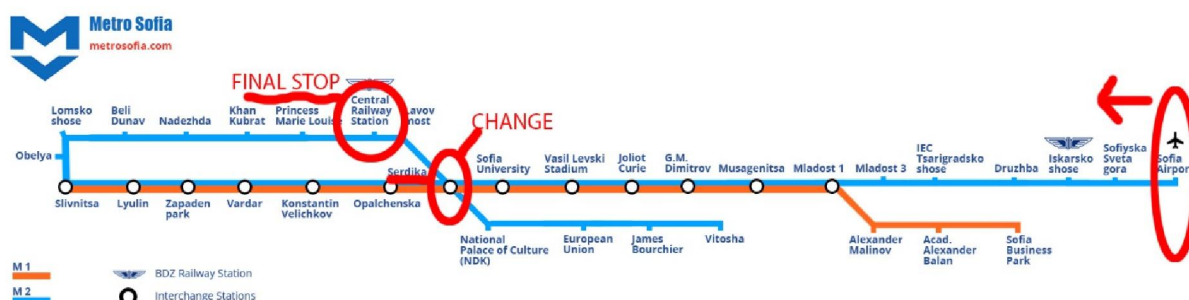 Metro Sofia
metrosofia.com
FINAL STOP
CHANGE
Lomsko
shose
Beli
Dunav
Nadezhda
Khan
Kubrat
Princess
Marie Louise
Central
Railway
Station
Lavov
most
Obelya
Serdika
Sofia
University
Vasil Levski
Stadium
Joliot
Curie
G.M.
Dimitrov
Musagenitsa
Mladost 1
Mladost 3
IEC
Tsarigradsko
shose
Druzhba
Iskarsko
shose
Sofiyska
Sveta
gora
Sofia
Airport
Slivnitsa
Lyulin
Zapaden
park
Vardar
Konstantin
Velichkov
Opalchenska
National
Palace of Culture
(NDK)
European
Union
James
Bourchier
Vitosha
Alexander
Malinov
Acad.
Alexander
Balan
Sofia
Business
Park
M 1
M 2
BDZ Railway Station
Interchange Stations